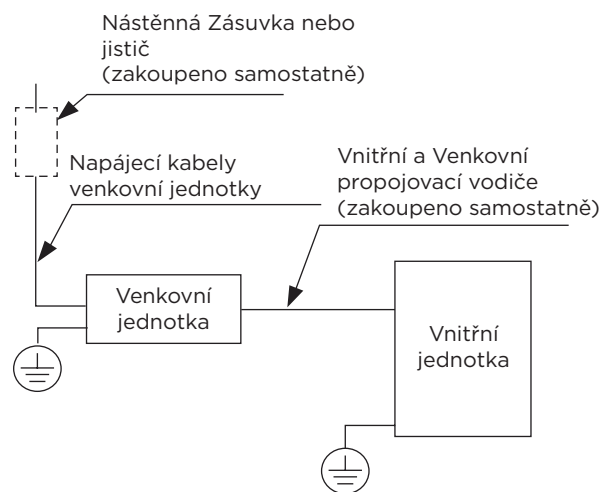 Nástěnná Zásuvka nebo
jistič
(zakoupeno samostatně)
Napájecí kabely
venkovní jednotky
Vnitřní a Venkovní
propojovací vodiče
(zakoupeno samostatně)
Venkovní
jednotka
Vnitřní
jednotka